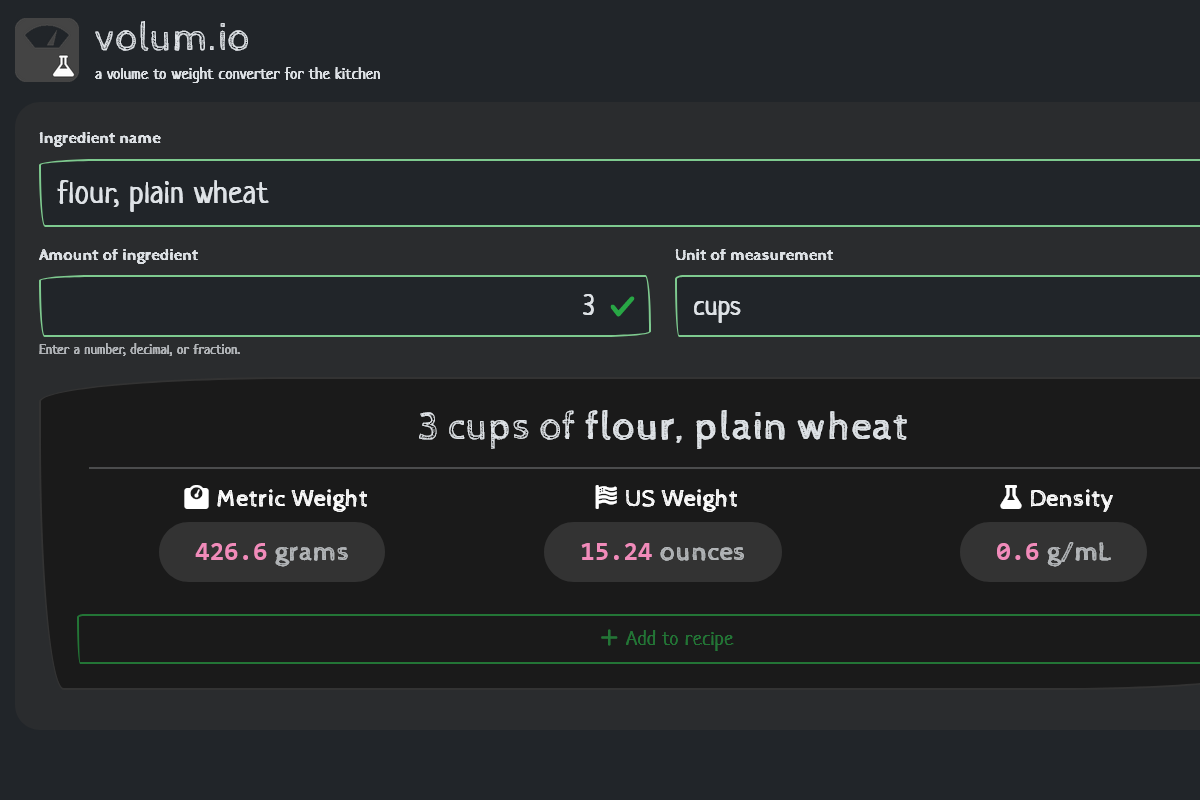 volum.io
a volume to weight converter for the kitchen
Ingredient name
flour, plain wheat
Amount of ingredient
Unit of measurement
3
cups
Enter a number, decimal, or fraction.
3 cups of flour, plain wheat
Metric Weight
426.6 grams
US Weight
15.24 ounces
Density
0.6 g/mL
+ Add to recipe